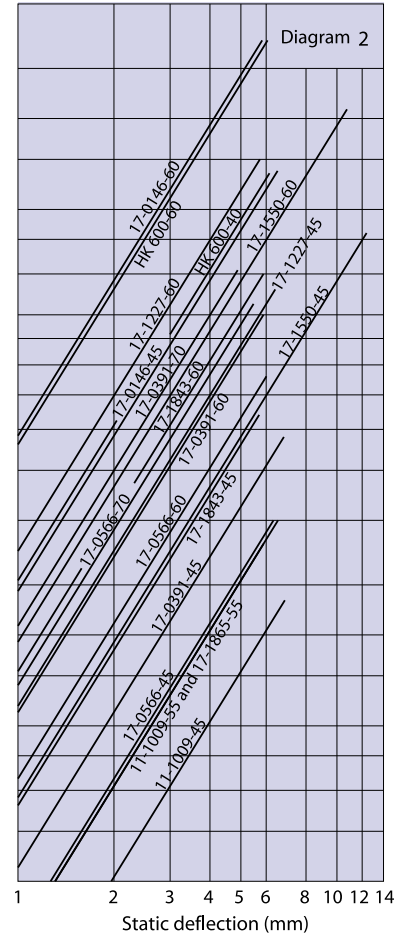 Diagram 2
17-0146-60
HK 600-60
HK 600-40
17-1550-60
17-1227-45
17-1227-60
17-1550-45
17-0146-45
17-0391-70
17-1843-60
17-0391-60
17-0566-70
17-0566-60
17-1843-45
17-0391-45
17-0566-45
11-1009-55 and 17-1865-55
11-1009-45
1 2 3 4 5 6 8 10 12 14
Static deflection (mm)